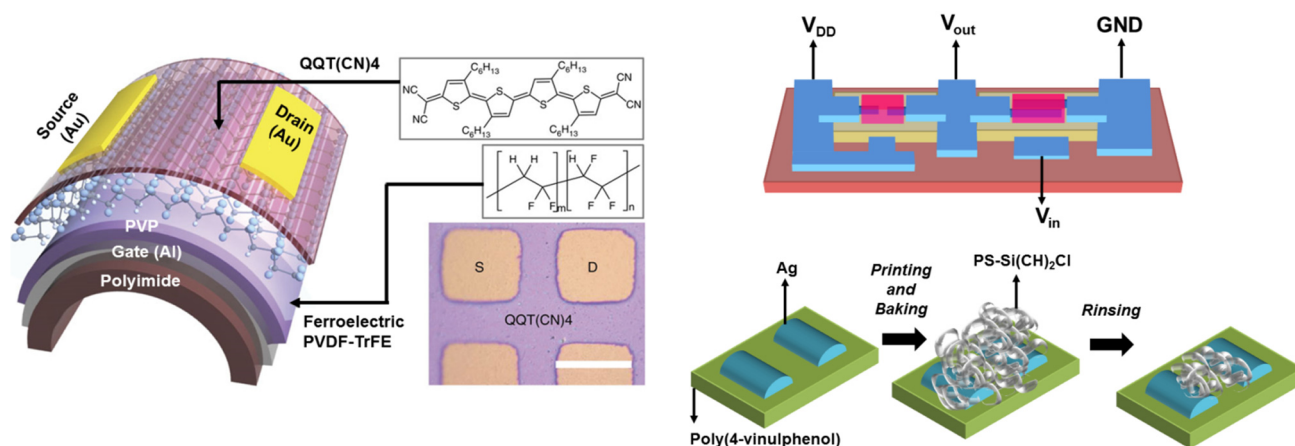 QQT(CN)4
Source
(Au)
Drain
(Au)
PVP
Gate (Al)
Polyimide
C6H13
C6H13
NC
NC
S
S
S
S
CN
CN
C6H13
C6H13
H H
H F
F F
F F
m
n
Ferroelectric
PVDF-TrFE
S
D
QQT(CN)4
VDD
Vout
GND
Vin
Ag
Printing
and
Baking
PS-Si(CH)2Cl
Rinsing
Poly(4-vinulphenol)